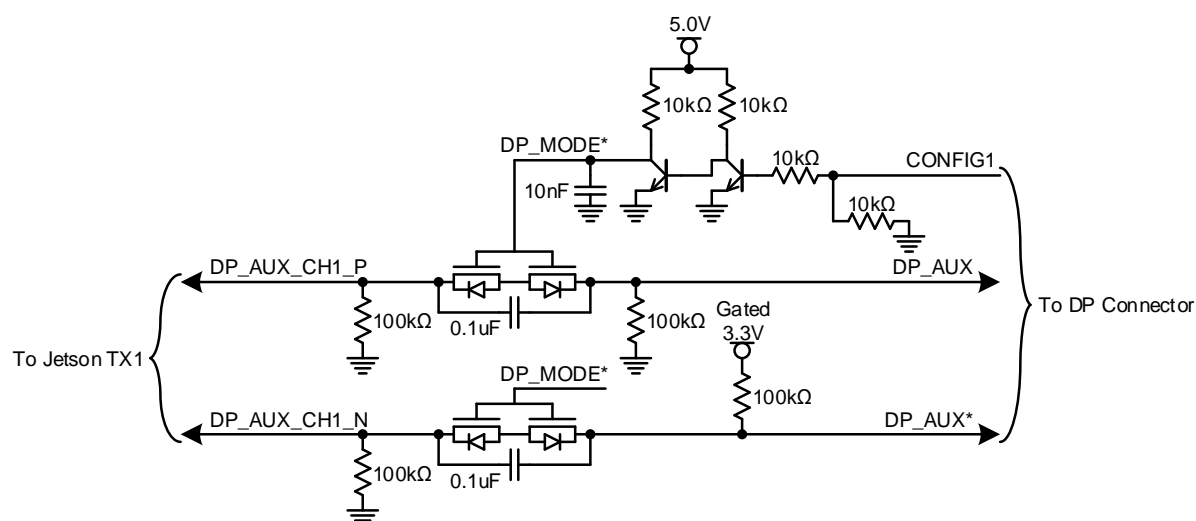 5.0V
10kΩ
10kΩ
DP_MODE*
10kΩ
CONFIG1
10nF
10kΩ
DP_AUX_CH1_P
DP_AUX
100kΩ
0.1uF
100kΩ
Gated
3.3V
To DP Connector
To Jetson TX1
DP_MODE*
100kΩ
DP_AUX_CH1_N
DP_AUX*
100kΩ
0.1uF